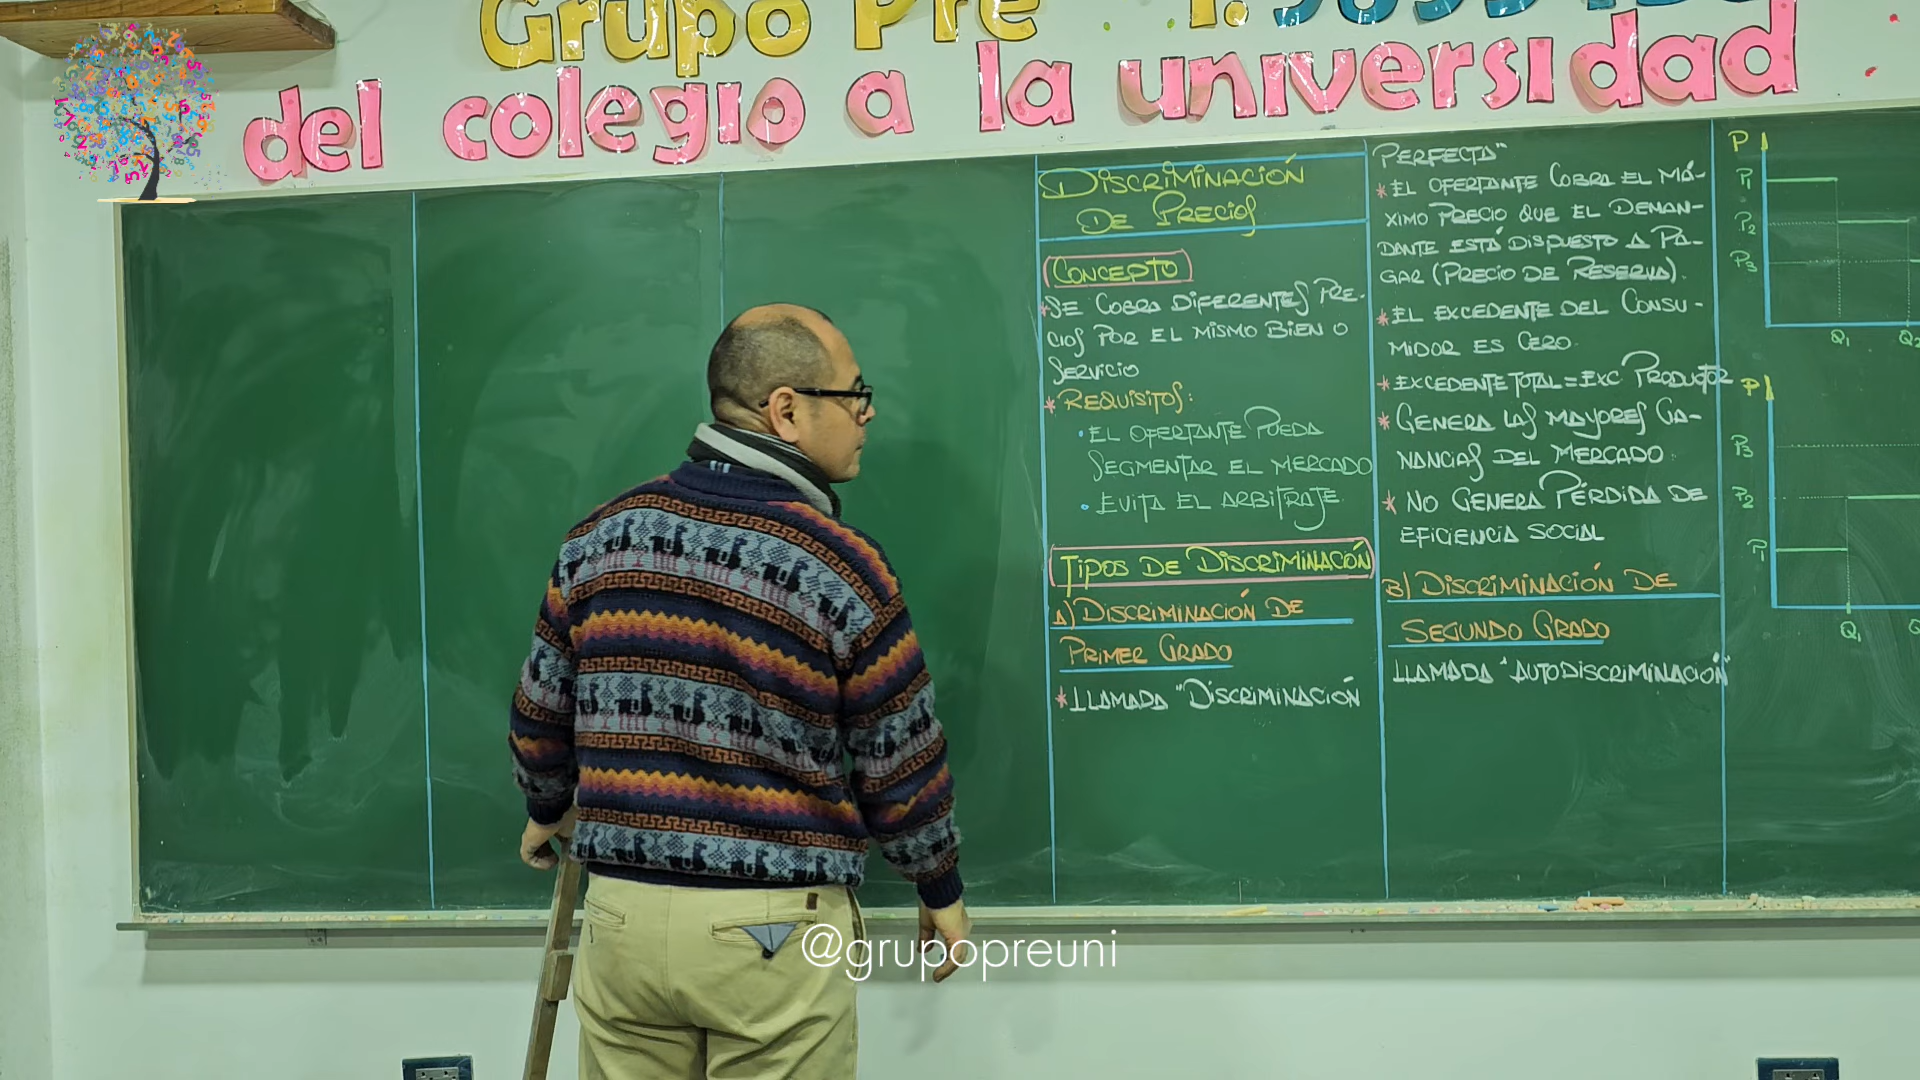 Grupo Pre
del colegio a la universidad
DISCRIMINACIÓN
DE PRECIOS
CONCEPTO
*SE COBRA DIFERENTES PRE-
CIOS POR EL MISMO BIEN O
SERVICIO
*REQUISITOS:
•EL OFERTANTE PUEDA
SEGMENTAR EL MERCADO
•EVITA EL ARBITRAJE
TIPOS DE DISCRIMINACIÓN
A) DISCRIMINACIÓN DE
PRIMER GRADO
*LLAMADA "DISCRIMINACIÓN
PERFECTA"
*EL OFERTANTE COBRA EL MÁ-
XIMO PRECIO QUE EL DEMAN-
DANTE ESTÁ DISPUESTO A PA-
GAR (PRECIO DE RESERVA).
*EL EXCEDENTE DEL CONSU-
MIDOR ES CERO.
*EXCEDENTE TOTAL = EXC PRODUCTOR
*GENERA LAS MAYORES GA-
NANCIAS DEL MERCADO.
*NO GENERA PÉRDIDA DE
EFICIENCIA SOCIAL
B) DISCRIMINACIÓN DE
SEGUNDO GRADO
LLAMADA "AUTODISCRIMINACIÓN"
P
P1
P2
P3
Q1
Q2
P
P3
P2
P1
Q1
@grupopreuni